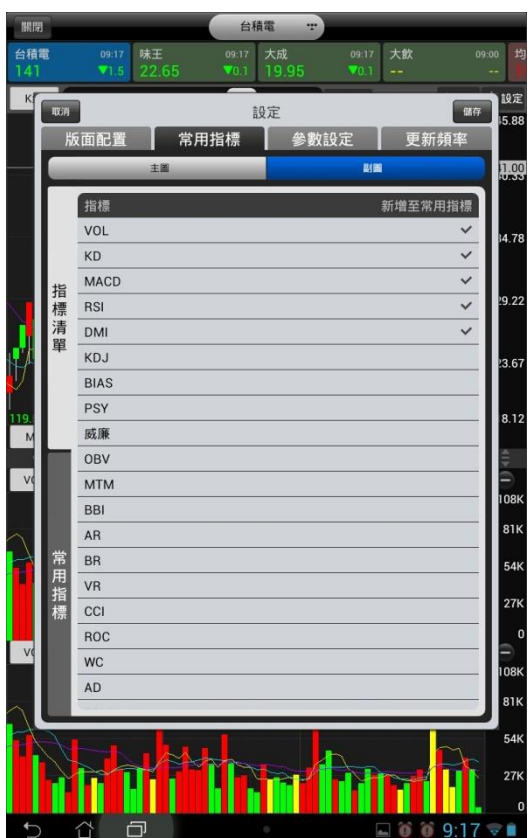 關閉
台積電
台積電 09:17
141 ▼1.5
味王 09:17
22.65 ▼0.1
大成 09:17
19.95 ▼0.1
大飲 09:00
-- --
均
設定
取消
設定
儲存
版面配置
常用指標
參數設定
更新頻率
主圖
副圖
指標清單
常用指標
指標 新增至常用指標
VOL
KD
MACD
RSI
DMI
KDJ
BIAS
PSY
威廉
OBV
MTM
BBI
AR
BR
VR
CCI
ROC
WC
AD
45.88
34.78
29.22
23.67
8.12
108K
81K
54K
27K
0
108K
81K
54K
27K
0
9:17